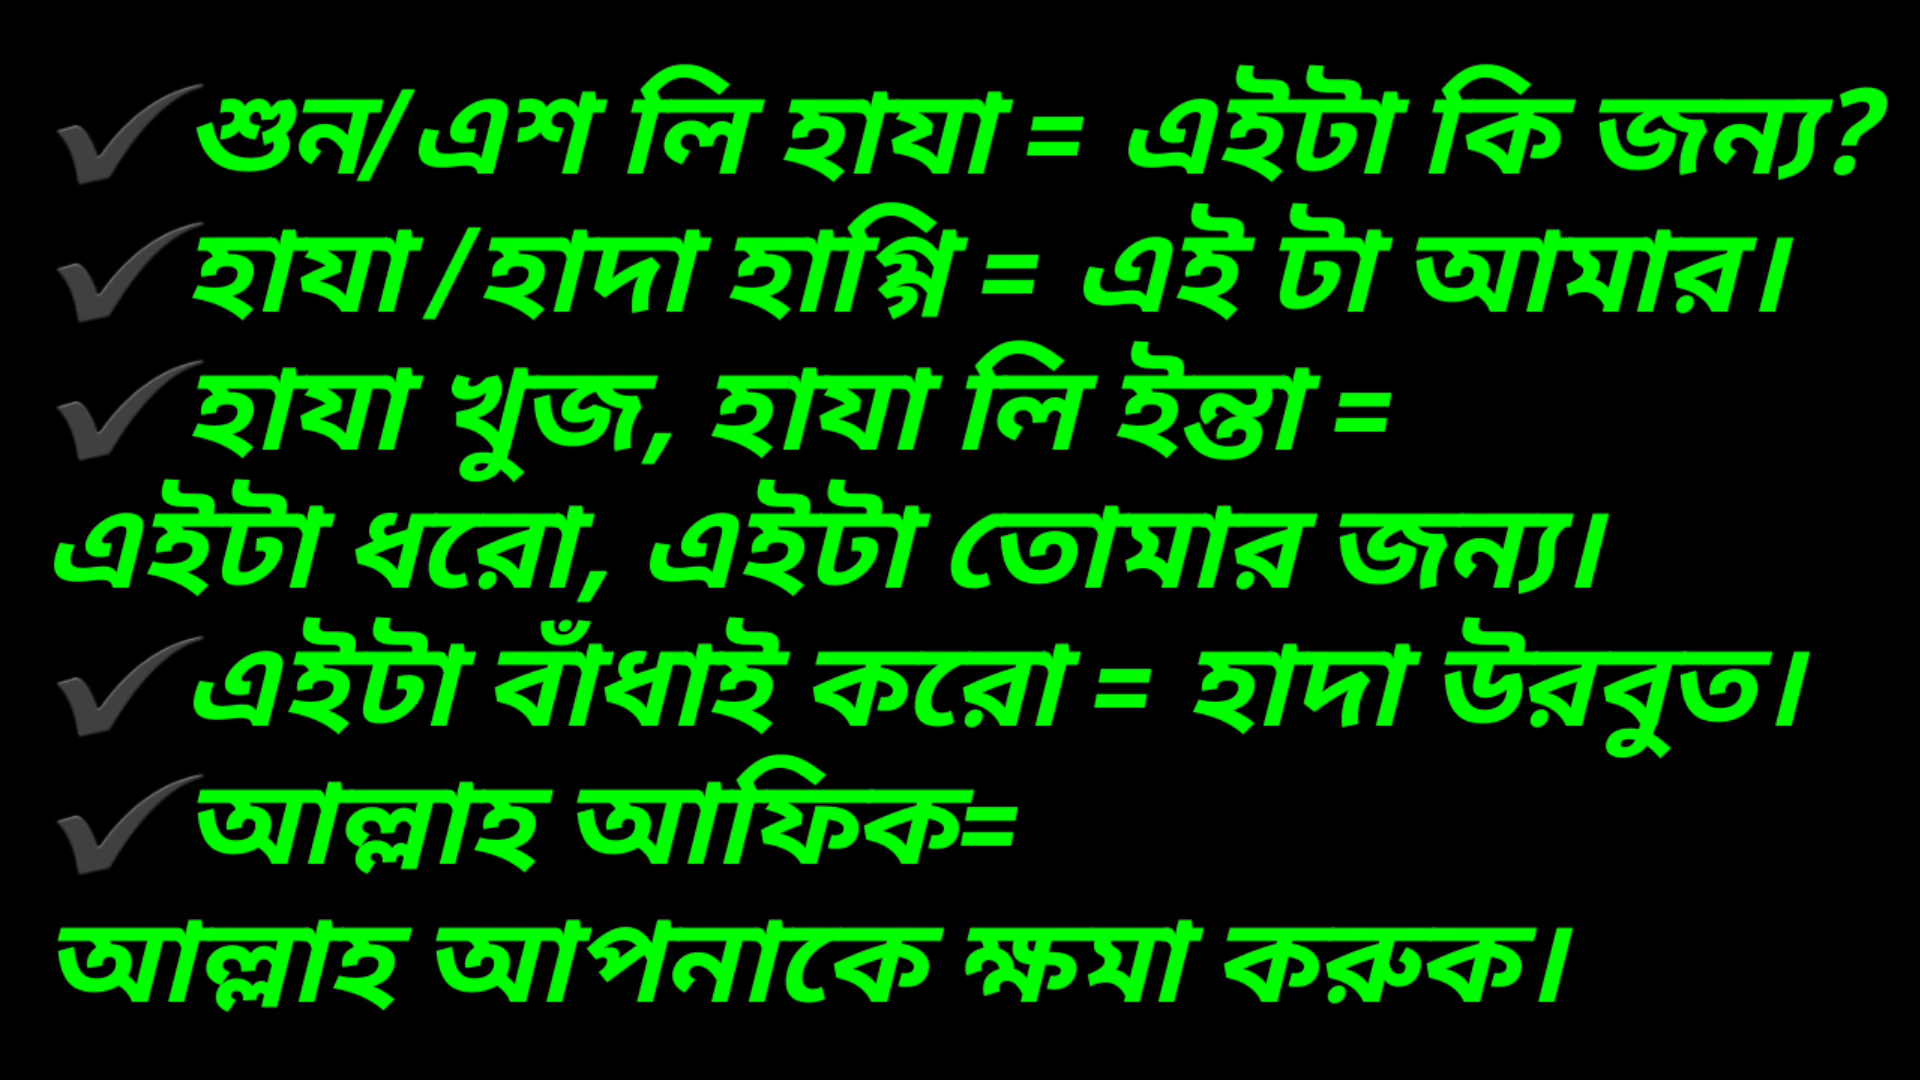 ✔শুন/এশ লি হাযা = এইটা কি জন্য?
✔হাযা /হাদা হাগ্গি = এই টা আমার।
✔হাযা খুজ, হাযা লি ইন্তা =
এইটা ধরো, এইটা তোমার জন্য।
✔এইটা বাঁধাই করো = হাদা উরবুত।
✔আল্লাহ আফিক=
আল্লাহ আপনাকে ক্ষমা করুক।